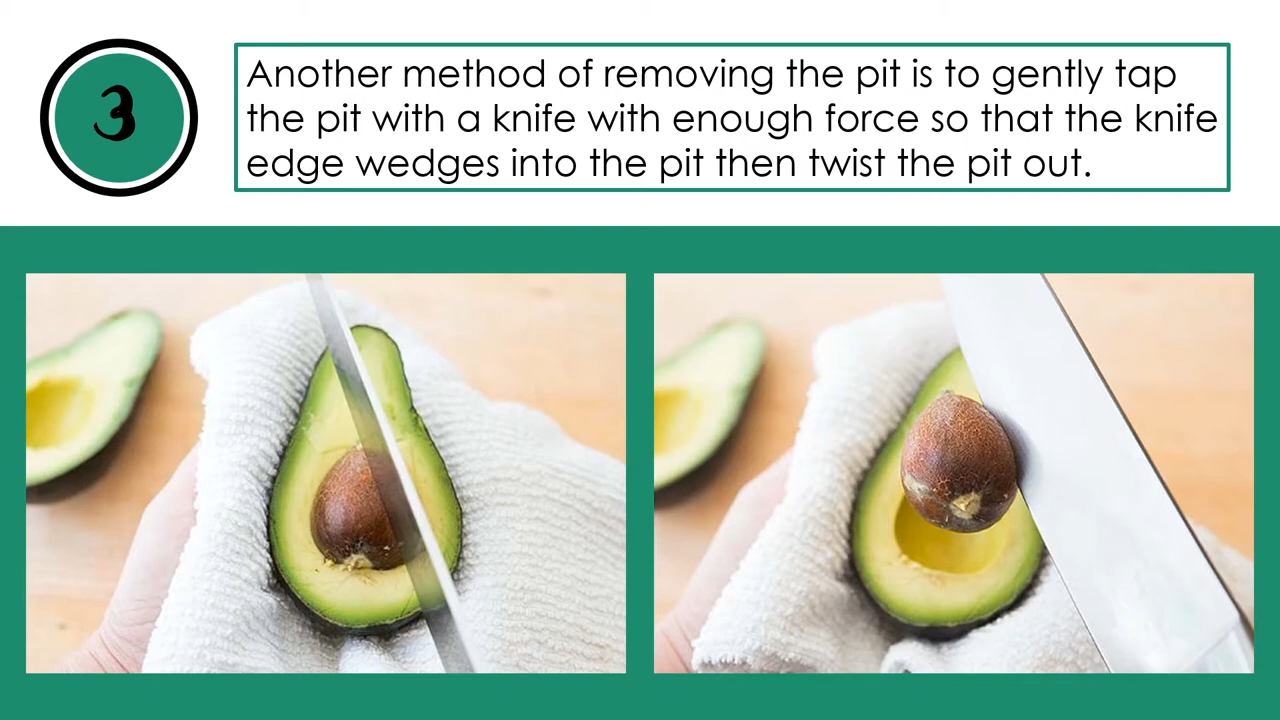 3
Another method of removing the pit is to gently tap
the pit with a knife with enough force so that the knife
edge wedges into the pit then twist the pit out.